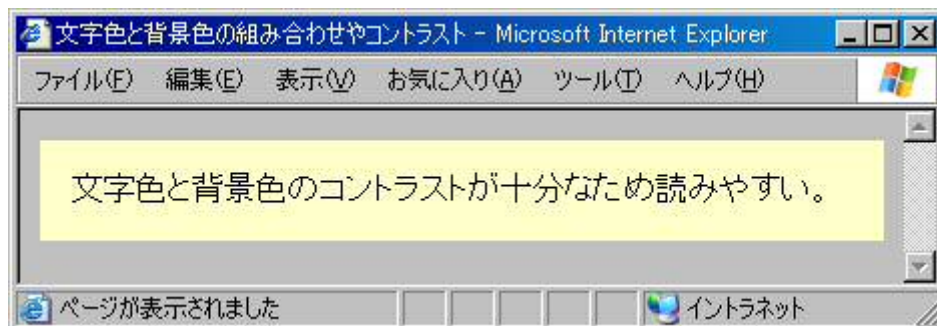 文字色と背景色の組み合わせやコントラスト - Microsoft Internet Explorer
ファイル(F) 編集(E) 表示(V) お気に入り(A) ツール(T) ヘルプ(H)
文字色と背景色のコントラストが十分なため読みやすい。
ページが表示されました イントラネット